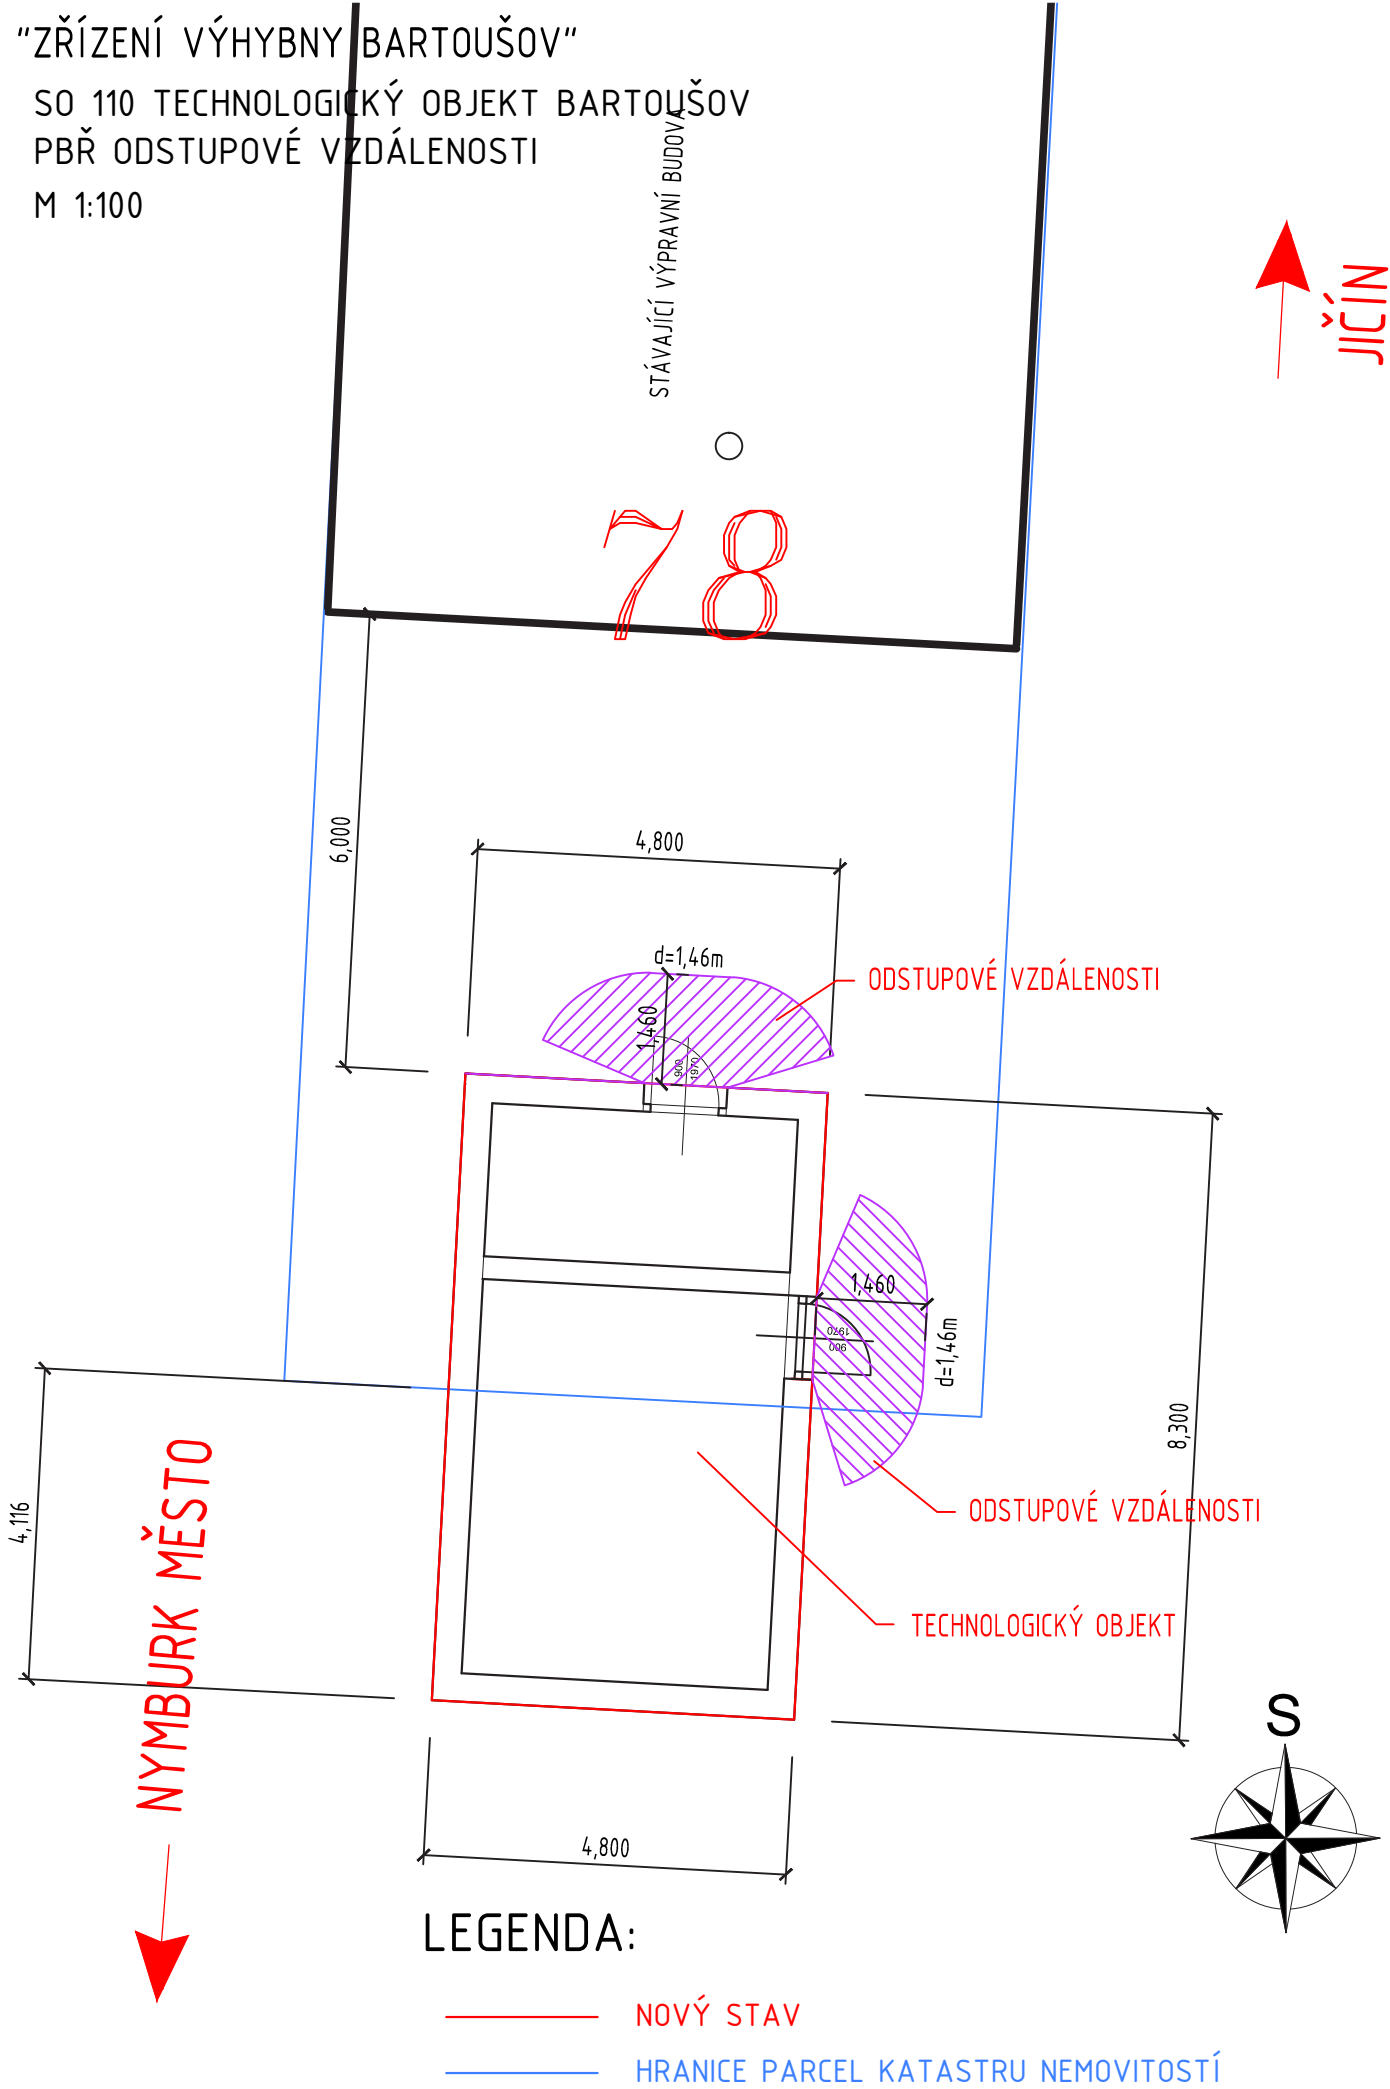 "ZŘÍZENÍ VÝHYBNY BARTOUŠOV"
SO 110 TECHNOLOGICKÝ OBJEKT BARTOUŠOV
PBŘ ODSTUPOVÉ VZDÁLENOSTI
M 1:100
STÁVAJÍCÍ VÝPRAVNÍ BUDOVA
JIČÍN
78
6,000
4,800
d=1,46m
ODSTUPOVÉ VZDÁLENOSTI
1,460
900
1970
1,460
1970
900
d=1,46m
8,300
4,116
NYMBURK MĚSTO
ODSTUPOVÉ VZDÁLENOSTI
TECHNOLOGICKÝ OBJEKT
S
4,800
LEGENDA:
NOVÝ STAV
HRANICE PARCEL KATASTRU NEMOVITOSTÍ